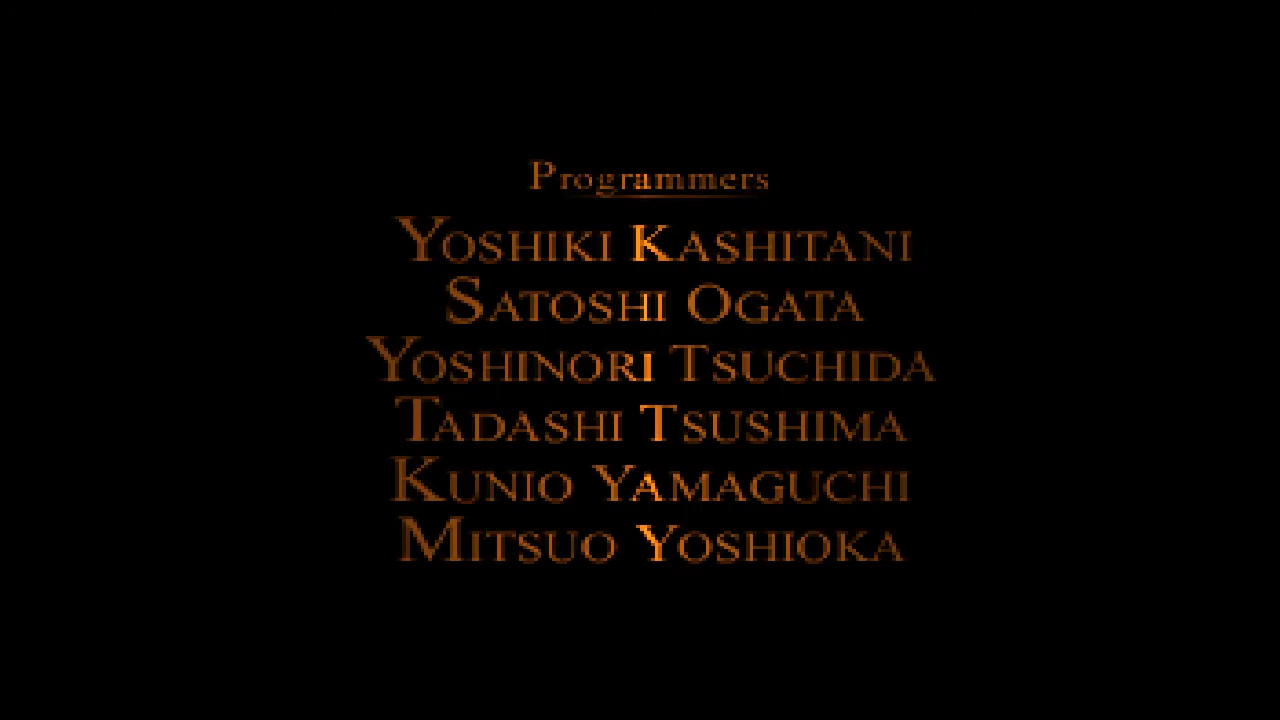 Programmers
YOSHIKI KASHITANI
SATOSHI OGATA
YOSHINORI TSUCHIDA
TADASHI TSUSHIMA
KUNIO YAMAGUCHI
MITSUO YOSHIOKA